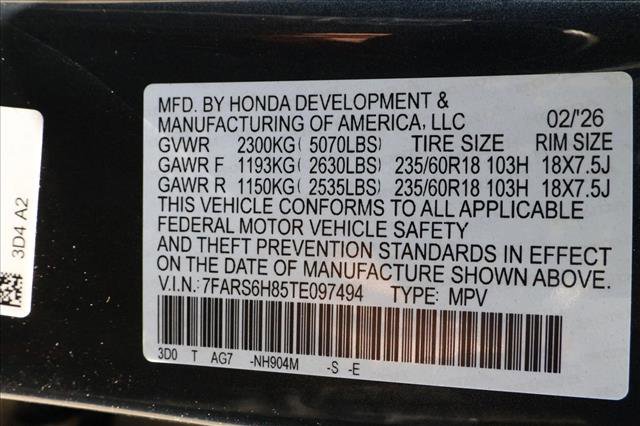 MFD. BY HONDA DEVELOPMENT &
MANUFACTURING OF AMERICA, LLC 02/'26
GVWR 2300KG( 5070LBS) TIRE SIZE RIM SIZE
GAWR F 1193KG( 2630LBS) 235/60R18 103H 18X7.5J
GAWR R 1150KG( 2535LBS) 235/60R18 103H 18X7.5J
THIS VEHICLE CONFORMS TO ALL APPLICABLE
FEDERAL MOTOR VEHICLE SAFETY
AND THEFT PREVENTION STANDARDS IN EFFECT
ON THE DATE OF MANUFACTURE SHOWN ABOVE.
V.I.N.: 7FARS6H85TE097494 TYPE: MPV
3D0 T AG7 -NH904M -S -E
3D4 A2